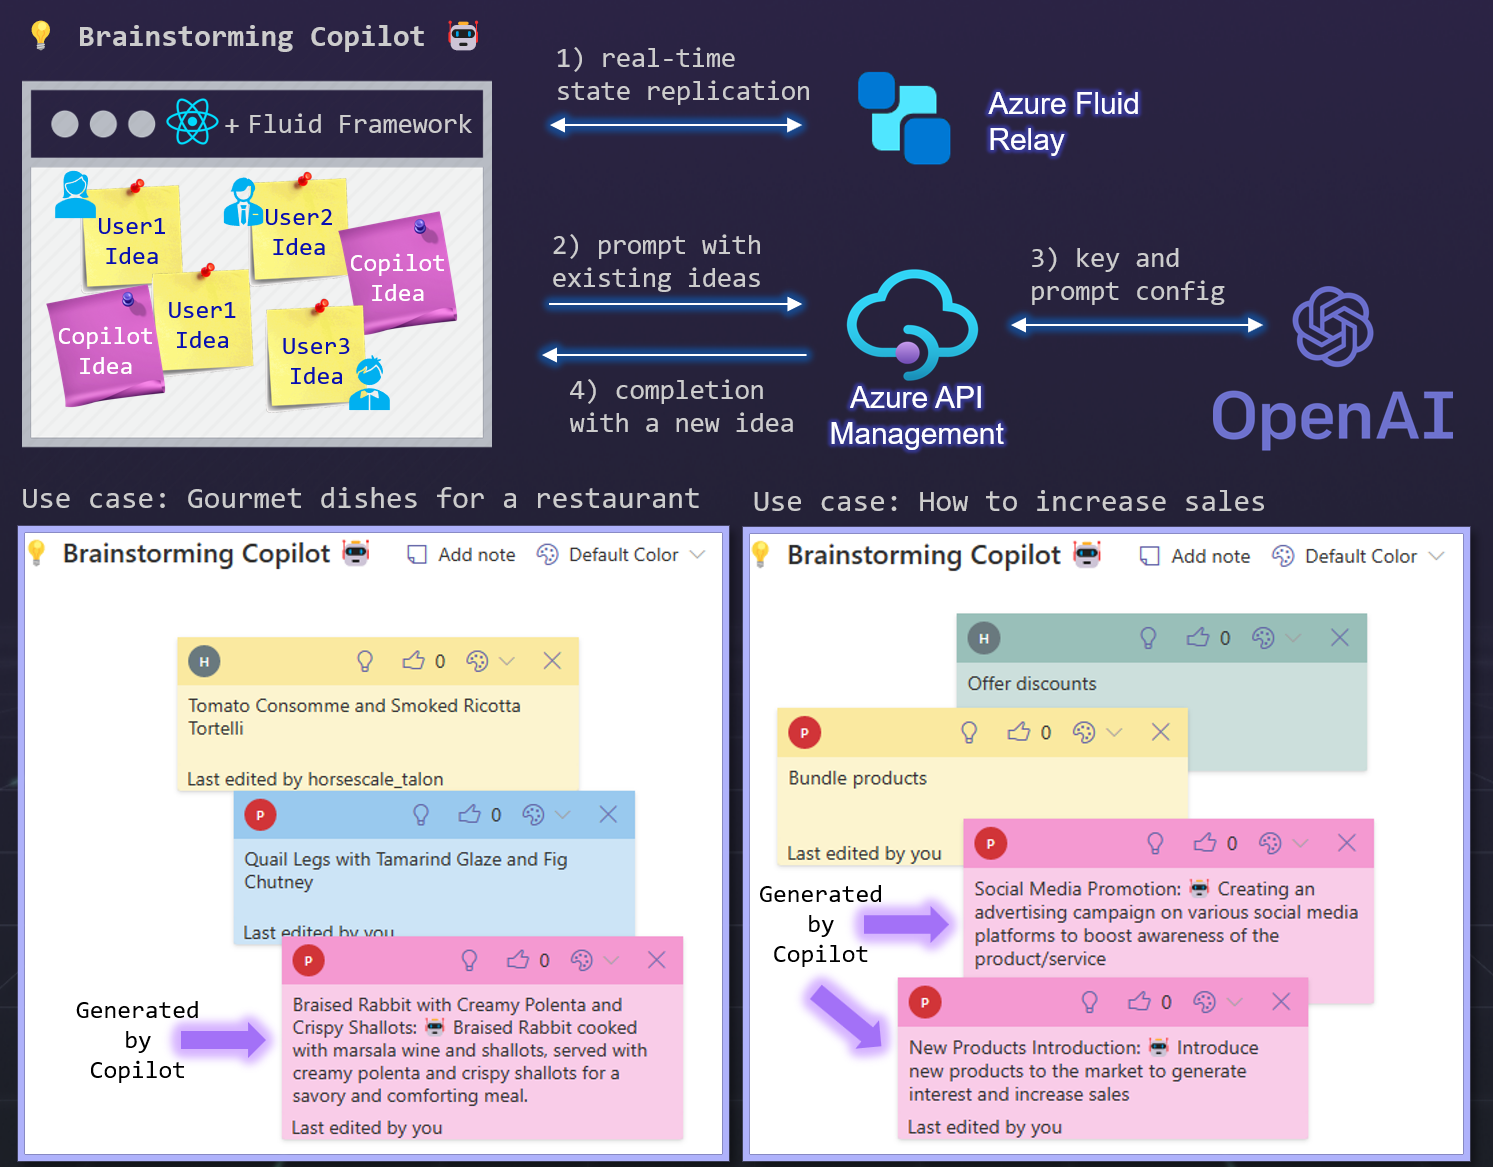 Brainstorming Copilot
+ Fluid Framework
User1
Idea
User2
Idea
Copilot
Idea
Copilot
Idea
User1
Idea
User3
Idea
1) real-time
state replication
Azure Fluid
Relay
2) prompt with
existing ideas
4) completion
with a new idea
Azure API
Management
3) key and
prompt config
OpenAI
Use case: Gourmet dishes for a restaurant
Brainstorming Copilot
Add note
Default Color
H
0
Tomato Consomme and Smoked Ricotta
Tortelli
Last edited by horsescale_talon
P
0
Quail Legs with Tamarind Glaze and Fig
Chutney
Last edited by you
P
0
Braised Rabbit with Creamy Polenta and
Crispy Shallots: Braised Rabbit cooked
with marsala wine and shallots, served with
creamy polenta and crispy shallots for a
savory and comforting meal.
Last edited by you
Generated
by
Copilot
Use case: How to increase sales
Brainstorming Copilot
Add note
Default Color
H
0
Offer discounts
P
0
Bundle products
Last edited by you
P
0
Social Media Promotion: Creating an
advertising campaign on various social media
platforms to boost awareness of the
product/service
Generated
by
Copilot
P
0
New Products Introduction: Introduce
new products to the market to generate
interest and increase sales
Last edited by you